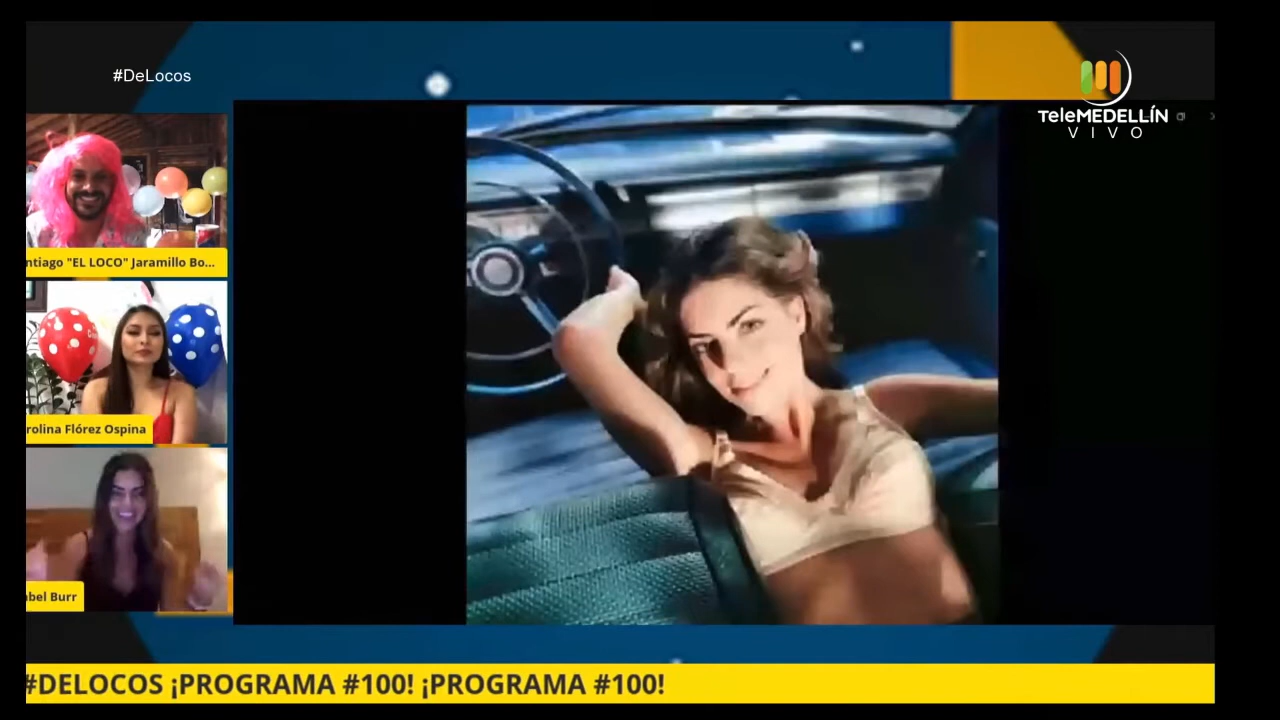 #DeLocos
TeleMEDELLÍN
VIVO
ntiago "EL LOCO" Jaramillo Bo...
rolina Flórez Ospina
bel Burr
#DELOCOS ¡PROGRAMA #100! ¡PROGRAMA #100!